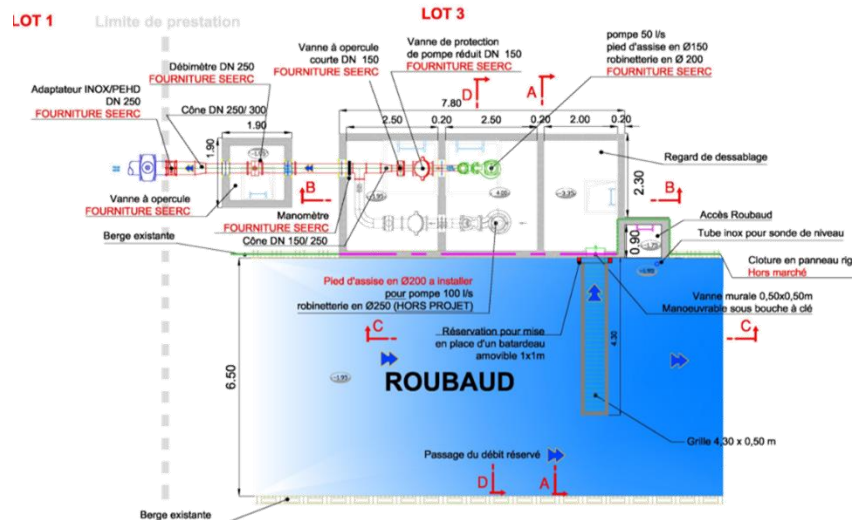 LOT 1
Limite de prestation
LOT 3
Débimètre DN 250
FOURNITURE SEERC
Vanne à opercule
courte DN 150
FOURNITURE SEERC
Vanne de protection
de pompe réduit DN 150
FOURNITURE SEERC
pompe 50 l/s
pied d'assise en Ø150
robinetterie en Ø 200
FOURNITURE SEERC
Adaptateur INOX/PEHD
DN 250
FOURNITURE SEERC
Cône DN 250/ 300
D
A
7.80
1.90
2.50
0.20
2.50
0.20
2.00
0.20
1.90
Regard de dessablage
2.30
B
B
Vanne à opercule
FOURNITURE SEERC
Manomètre
FOURNITURE SEERC
Cône DN 150/ 250
Accès Roubaud
0.90
Tube inox pour sonde de niveau
Berge existante
Cloture en panneau rig
Hors marché
Pied d'assise en Ø200 a installer
pour pompe 100 l/s
robinetterie en Ø250 (HORS PROJET)
Vanne murale 0,50x0,50m
Manoeuvrable sous bouche à clé
C
C
Réservation pour mise
en place d'un batardeau
amovible 1x1m
4.30
6.50
-1.95
ROUBAUD
Grille 4,30 x 0,50 m
Passage du débit réservé
D
A
Berge existante